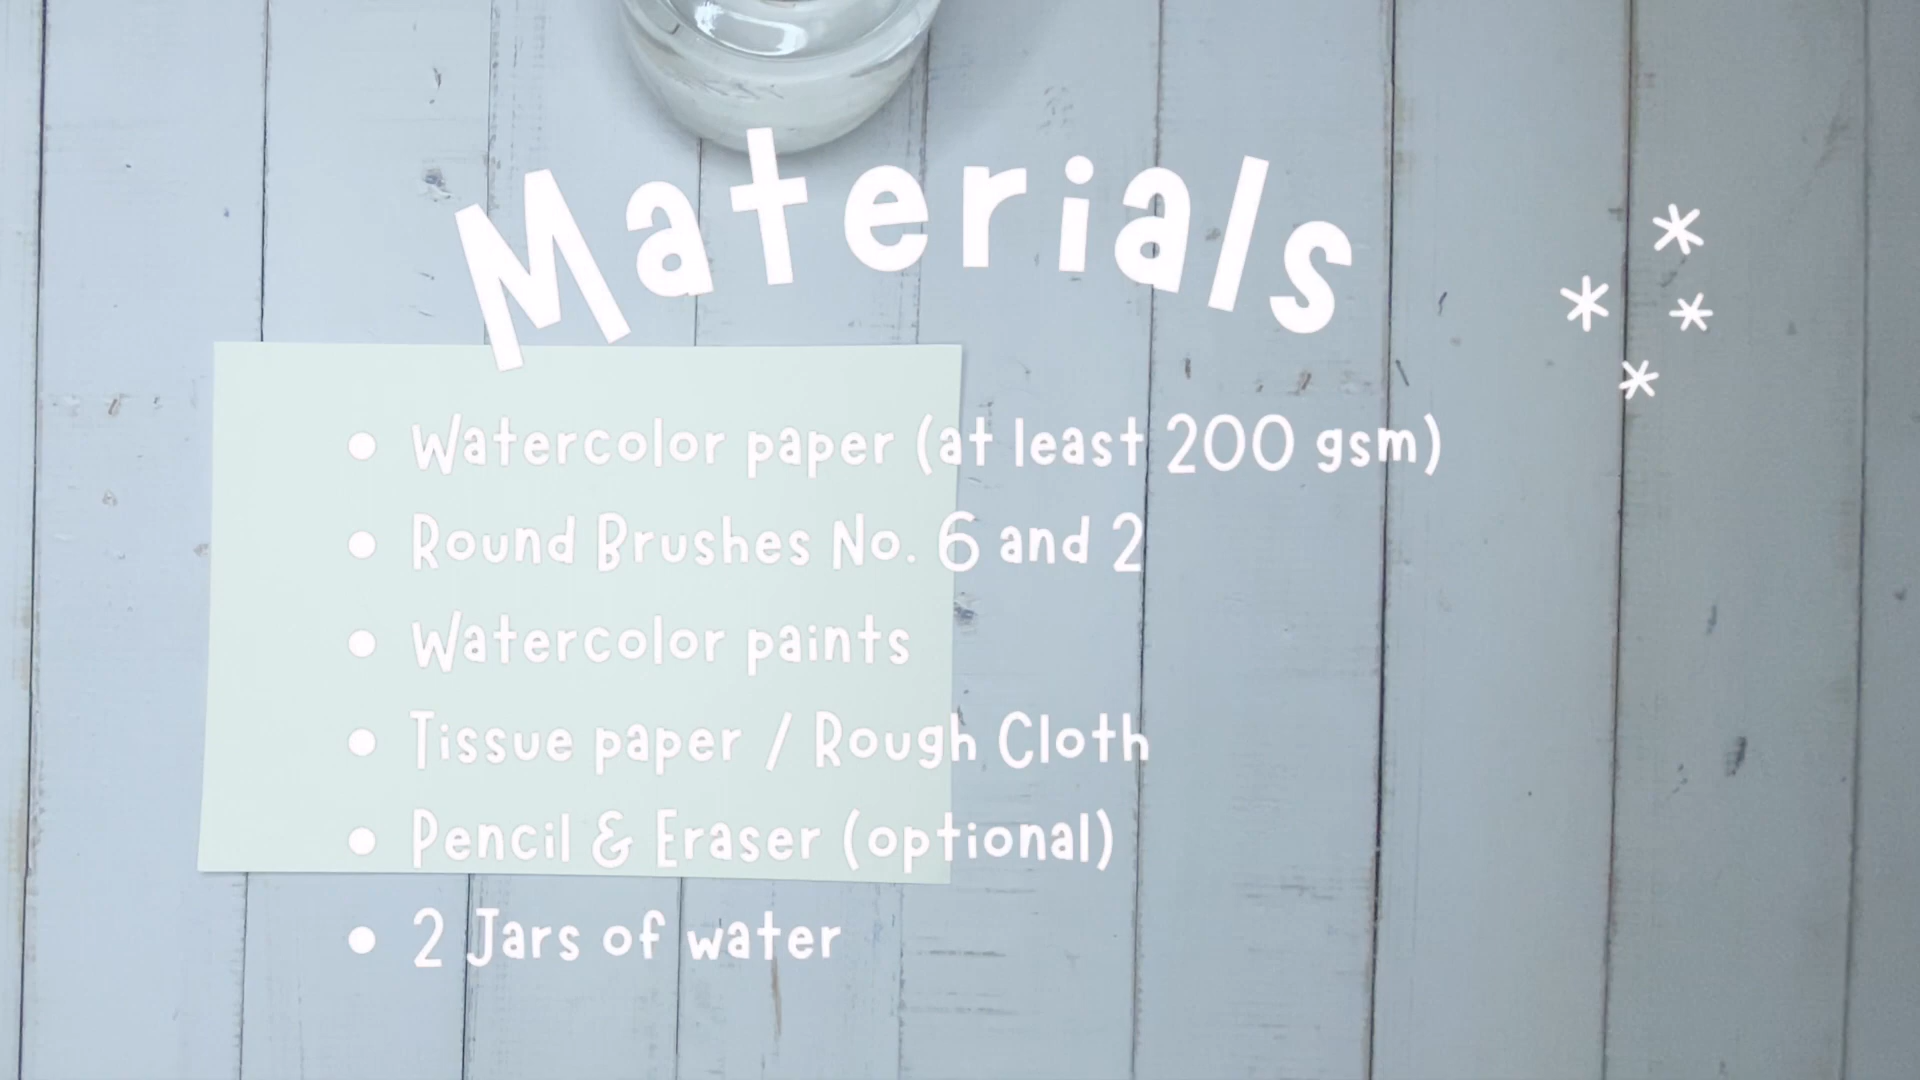 Materials
• Watercolor paper (at least 200 gsm)
• Round Brushes No. 6 and 2
• Watercolor paints
• Tissue paper / Rough Cloth
• Pencil & Eraser (optional)
• 2 Jars of water